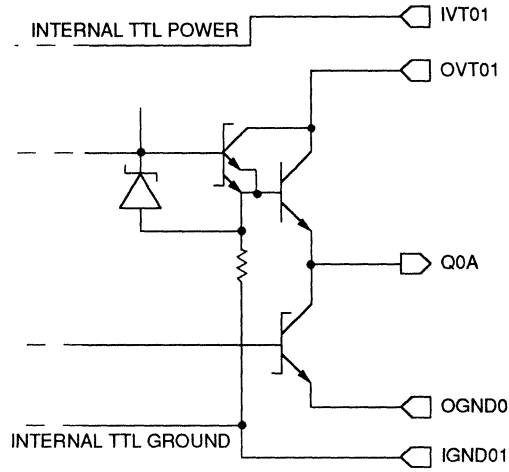 IVT01
INTERNAL TTL POWER
OVT01
Q0A
OGND0
INTERNAL TTL GROUND
IGND01